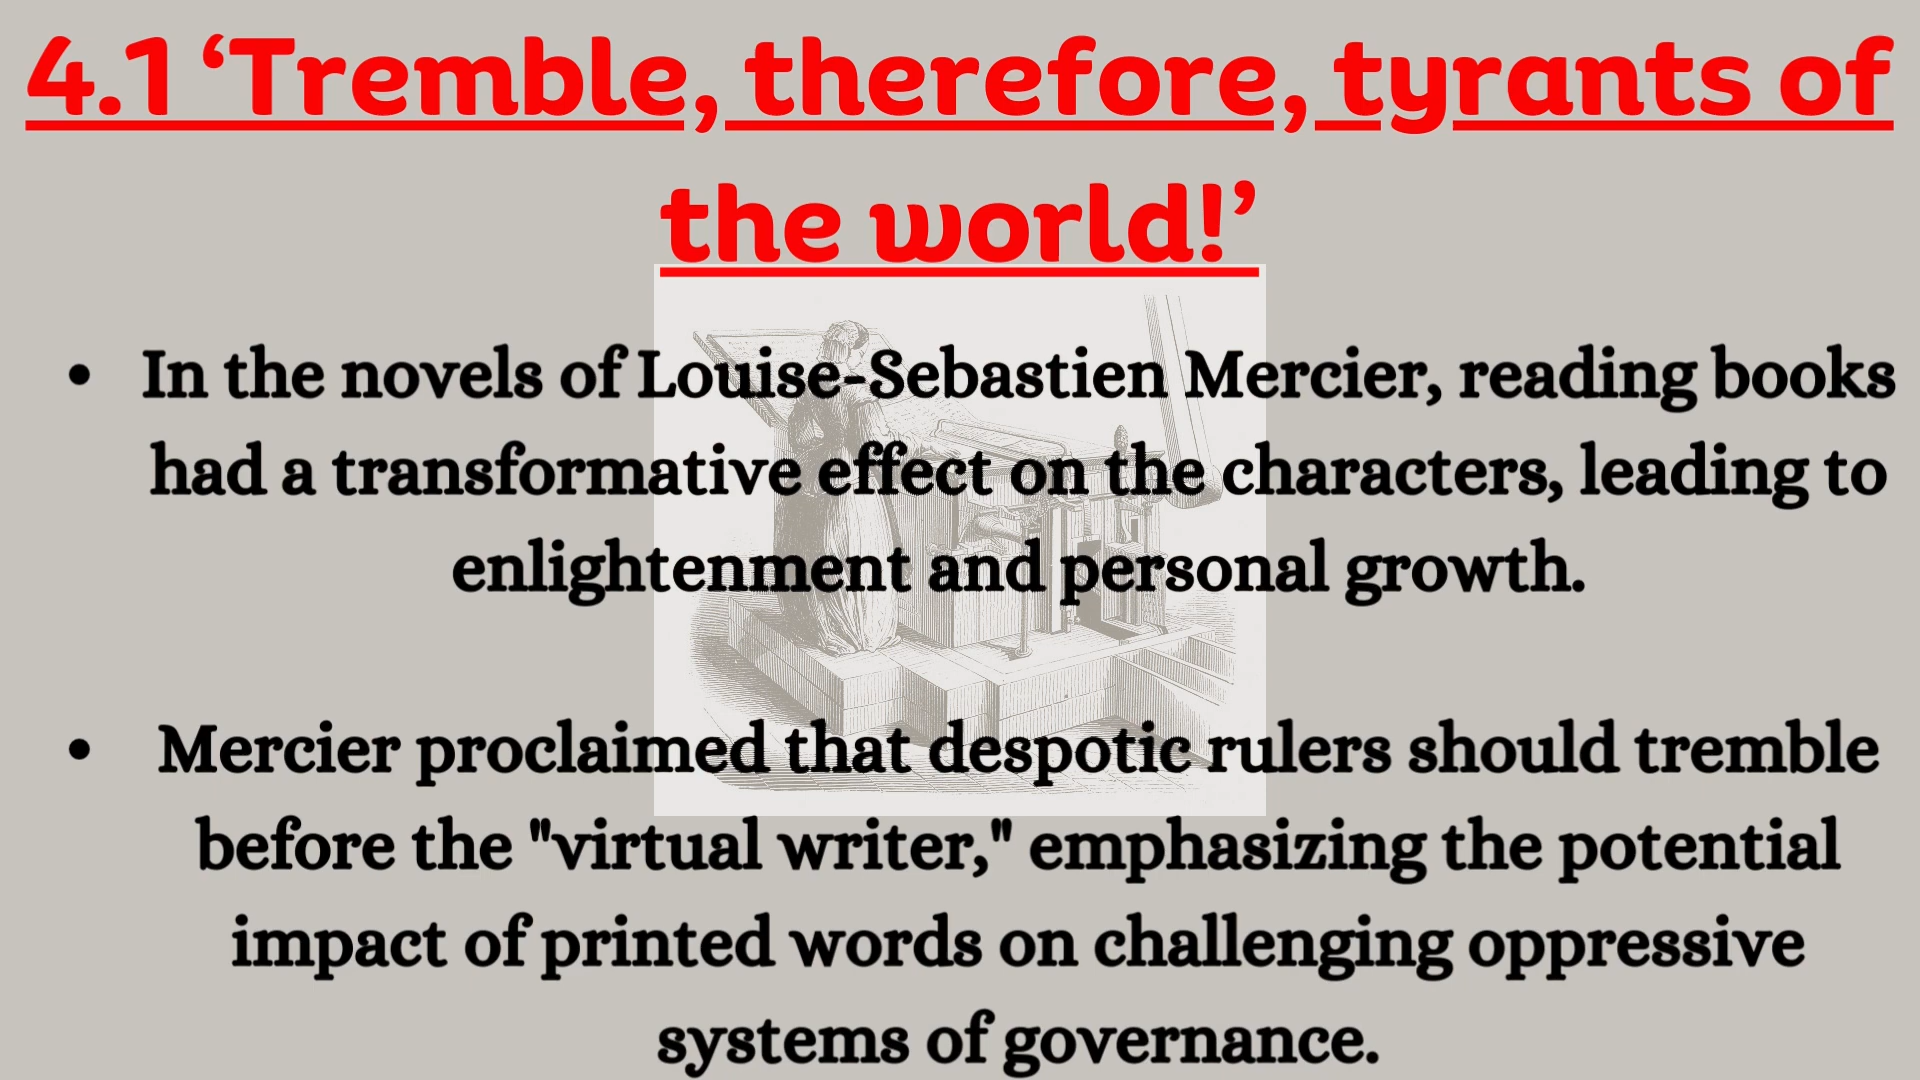 4.1 ‘Tremble, therefore, tyrants of
the world!’
• In the novels of Louise-Sebastien Mercier, reading books
had a transformative effect on the characters, leading to
enlightenment and personal growth.
• Mercier proclaimed that despotic rulers should tremble
before the "virtual writer," emphasizing the potential
impact of printed words on challenging oppressive
systems of governance.